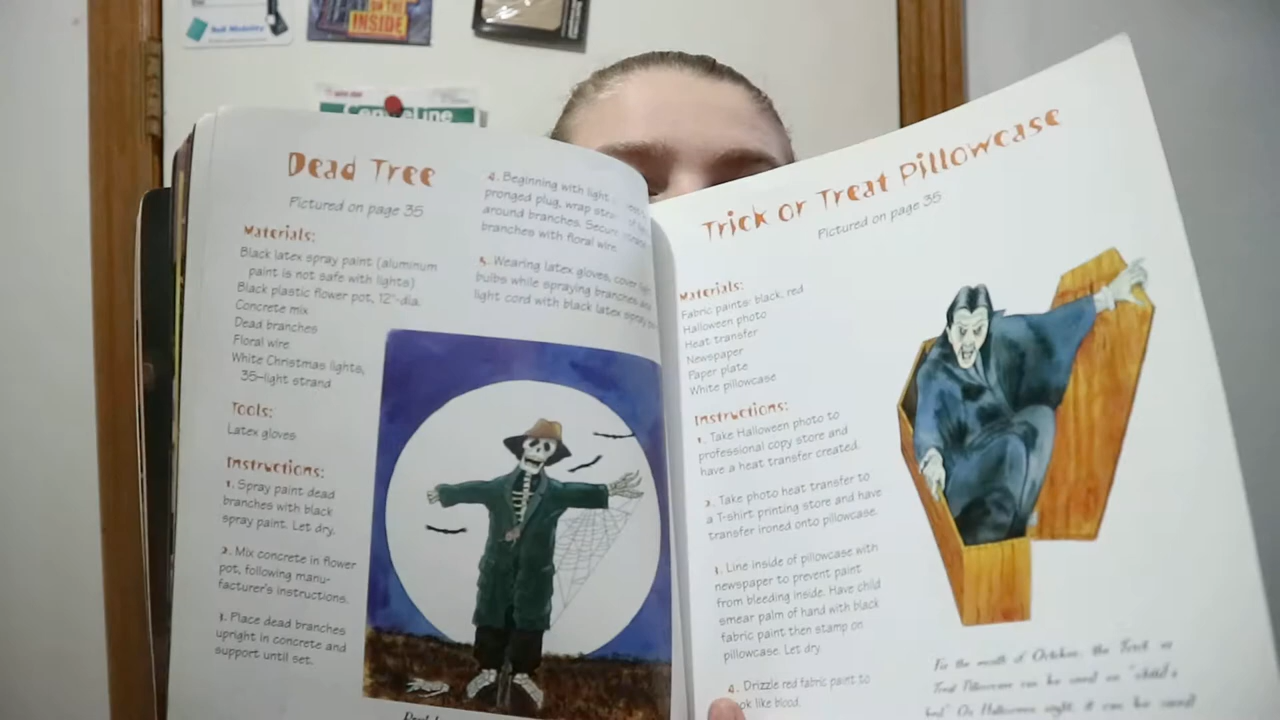 Bell Mobility
ON THE
INSIDE
Dead Tree
Pictured on page 35
Materials:
Black latex spray paint (aluminum
paint is not safe with lights)
Black plastic flower pot, 12"-dia.
Concrete mix
Dead branches
Floral wire
White Christmas lights,
35-light strand
Tools:
Latex gloves
Instructions:
1. Spray paint dead
branches with black
spray paint. Let dry.
2. Mix concrete in flower
pot, following manu-
facturer's instructions.
3. Place dead branches
upright in concrete and
support until set.
4. Beginning with light
pronged plug, wrap
around branches. Secure
branches with floral wire.
5. Wearing latex gloves, cover
bulbs while spraying branches and
light cord with black latex spray
Trick or Treat Pillowcase
Pictured on page 35
Materials:
Fabric paints: black, red
Halloween photo
Heat transfer
Newspaper
Paper plate
White pillowcase
Instructions:
1. Take Halloween photo to
professional copy store and
have a heat transfer created.
2. Take photo heat transfer to
a T-shirt printing store and have
transfer ironed onto pillowcase.
3. Line inside of pillowcase with
newspaper to prevent paint
from bleeding inside. Have child
smear palm of hand with black
fabric paint then stamp on
pillowcase. Let dry.
4. Drizzle red fabric paint to
look like blood.
For the month of October, the Trick or
Treat Pillowcase can be used on
On Halloween night, it can be used